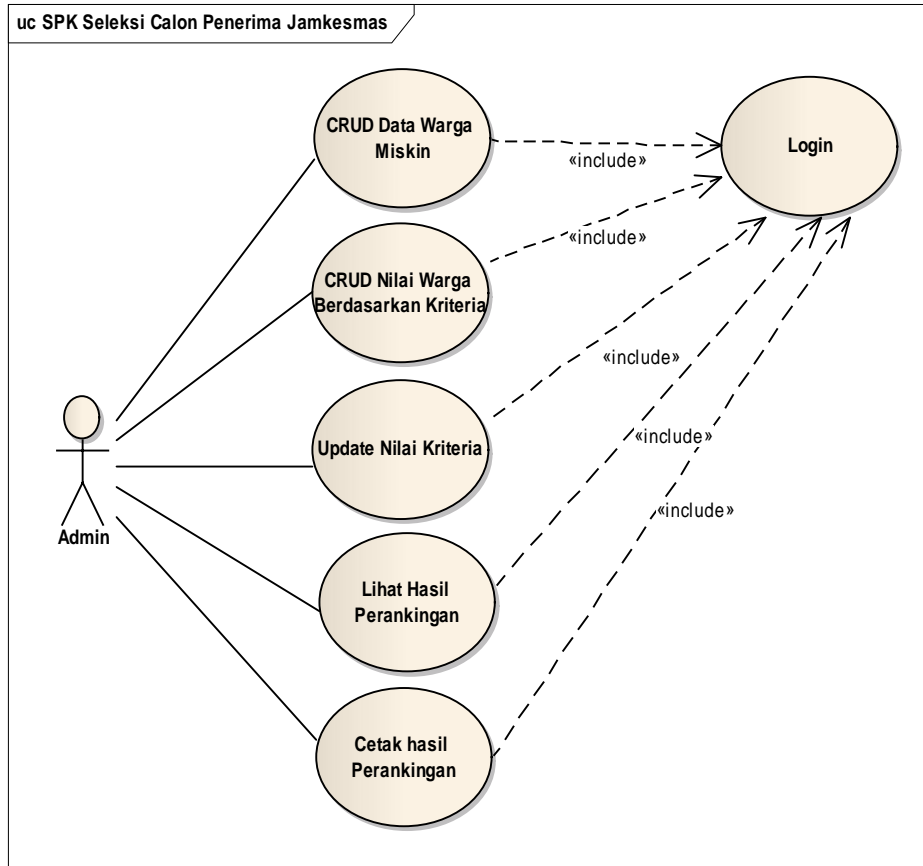 uc SPK Seleksi Calon Penerima Jamkesmas
CRUD Data Warga
Miskin
«include»
Login
CRUD Nilai Warga
Berdasarkan Kriteria
«include»
Update Nilai Kriteria
«include»
Admin
Lihat Hasil
Perankingan
«include»
Cetak hasil
Perankingan
«include»